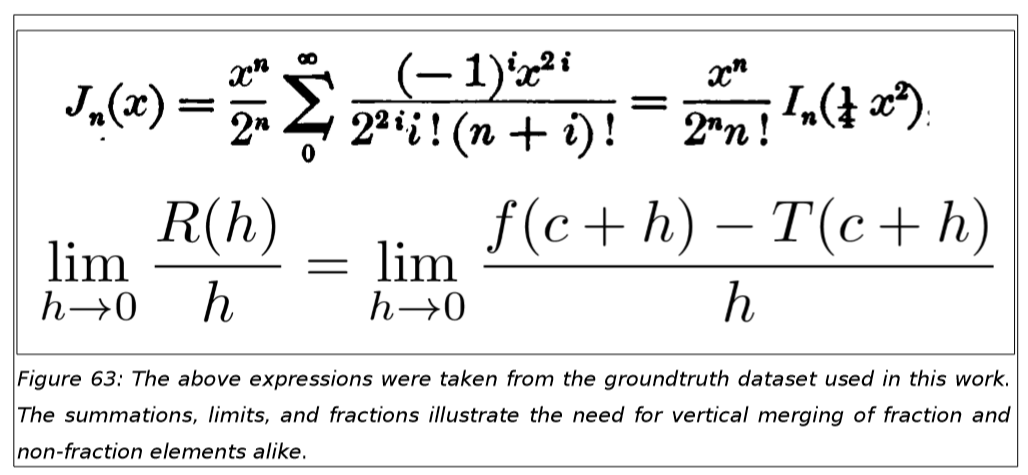 J_n(x) = \frac{x^n}{2^n} \sum_0^\infty \frac{(-1)^i x^{2i}}{2^{2i} i! (n + i)!} = \frac{x^n}{2^n n!} I_n(\frac{1}{4} x^2)
\lim_{h \to 0} \frac{R(h)}{h} = \lim_{h \to 0} \frac{f(c + h) - T(c + h)}{h}
Figure 63: The above expressions were taken from the groundtruth dataset used in this work.
The summations, limits, and fractions illustrate the need for vertical merging of fraction and
non-fraction elements alike.